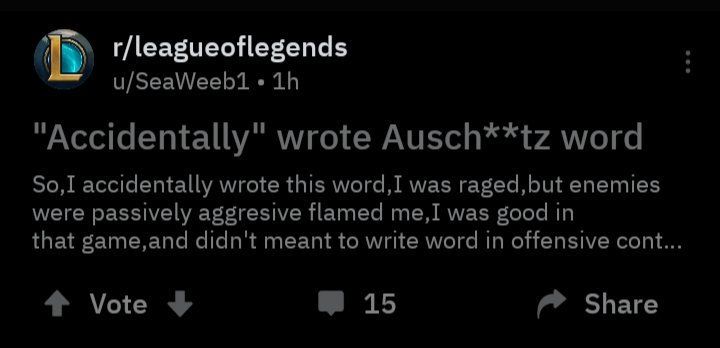 r/leagueoflegends
u/SeaWeeb1 • 1h
"Accidentally" wrote Ausch**tz word
So,I accidentally wrote this word,I was raged,but enemies
were passively aggresive flamed me,I was good in
that game,and didn't meant to write word in offensive cont...
Vote 15 Share